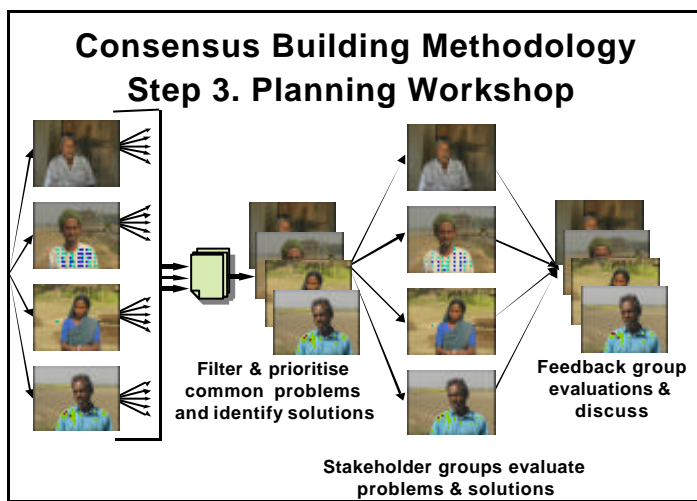 Consensus Building Methodology
Step 3. Planning Workshop
Filter & prioritise
common problems
and identify solutions
Feedback group
evaluations &
discuss
Stakeholder groups evaluate
problems & solutions